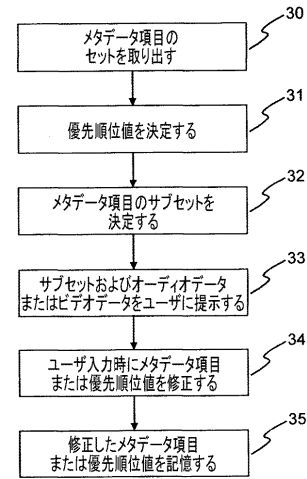 30
メタデータ項目の
セットを取り出す
31
優先順位値を決定する
32
メタデータ項目のサブセットを
決定する
33
サブセットおよびオーディオデータ
またはビデオデータをユーザに提示する
34
ユーザ入力時にメタデータ項目
または優先順位値を修正する
35
修正したメタデータ項目
または優先順位値を記憶する